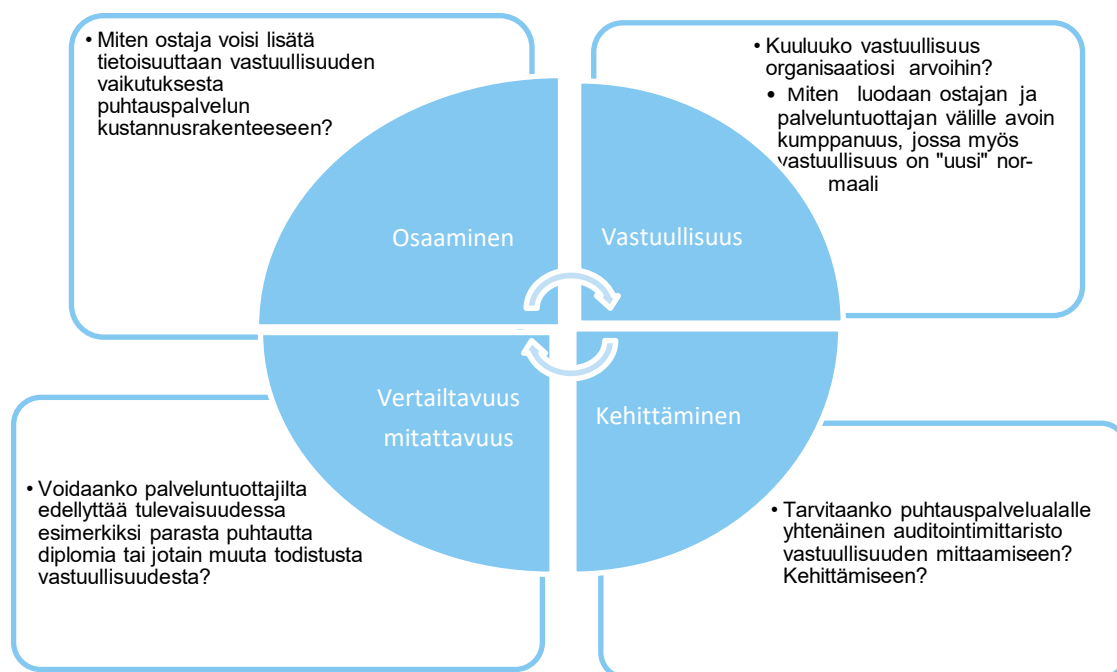 • Miten ostaja voisi lisätä
tietoisuuttaan vastuullisuuden
vaikutuksesta
puhtauspalvelun
kustannusrakenteeseen?
• Kuuluuko vastuullisuus
organisaatiosi arvoihin?
• Miten luodaan ostajan ja
palveluntuottajan välille avoin
kumppanuus, jossa myös
vastuullisuus on "uusi" nor-
maali
Osaaminen
Vastuullisuus
Vertailtavuus
mitattavuus
Kehittäminen
• Voidaanko palveluntuottajilta
edellyttää tulevaisuudessa
esimerkiksi parasta puhtautta
diplomia tai jotain muuta todistusta
vastuullisuudesta?
• Tarvitaanko puhtauspalvelualalle
yhtenäinen auditointimittaristo
vastuullisuuden mittaamiseen?
Kehittämiseen?